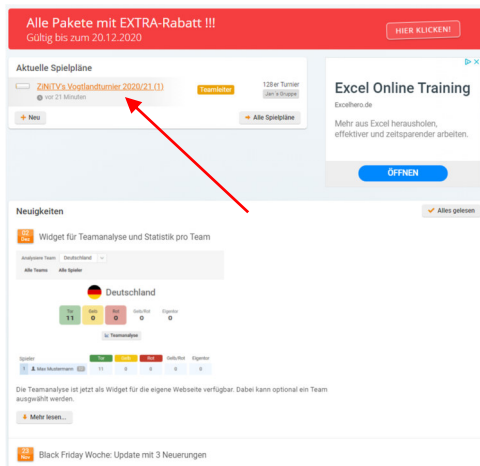 Alle Pakete mit EXTRA-Rabatt !!!
Gültig bis zum 20.12.2020
HIER KLICKEN!
Aktuelle Spielpläne
ZiNiTV's Vogtlandturnier 2020/21 (1)
vor 21 Minuten
Teamleiter
128er Turnier
Jan´s Gruppe
+ Neu
Alle Spielpläne
Excel Online Training
Excelhero.de
Mehr aus Excel herausholen,
effektiver und zeitsparender arbeiten.
ÖFFNEN
Neuigkeiten
Alles gelesen
02 Dez
Widget für Teamanalyse und Statistik pro Team
Analysiere Team Deutschland
Alle Teams Alle Spieler
Deutschland
Tor Gelb Rot Gelb/Rot Eigentor
11 0 0 0 0
Teamanalyse
Spieler Tor Gelb Rot Gelb/Rot Eigentor
1 Max Mustermann 11 0 0 0 0
Die Teamanalyse ist jetzt als Widget für die eigene Webseite verfügbar. Dabei kann optional ein Team
ausgewählt werden.
Mehr lesen...
23 Nov
Black Friday Woche: Update mit 3 Neuerungen